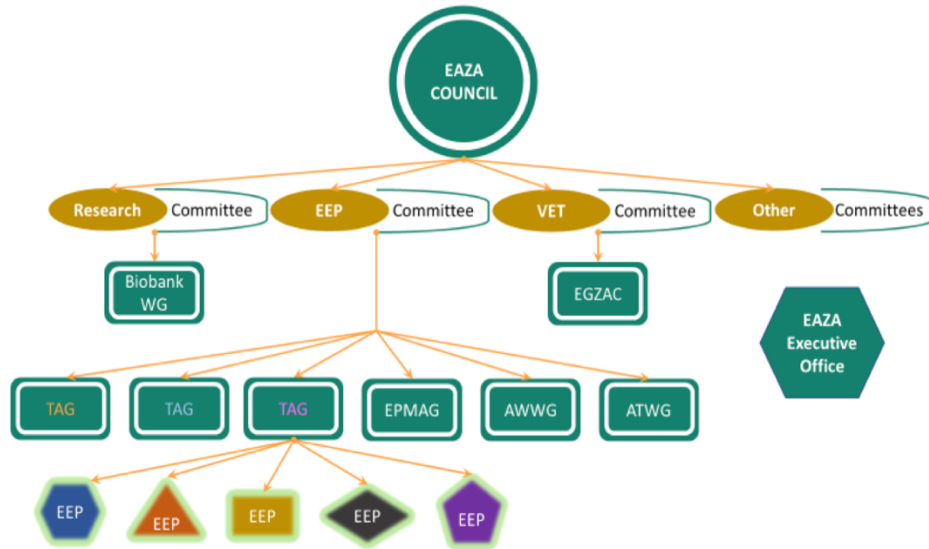 EAZA
COUNCIL
Research Committee
EEP Committee
VET Committee
Other Committees
Biobank
WG
EGZAC
EAZA
Executive
Office
TAG
TAG
TAG
EPMAG
AWWG
ATWG
EEP
EEP
EEP
EEP
EEP